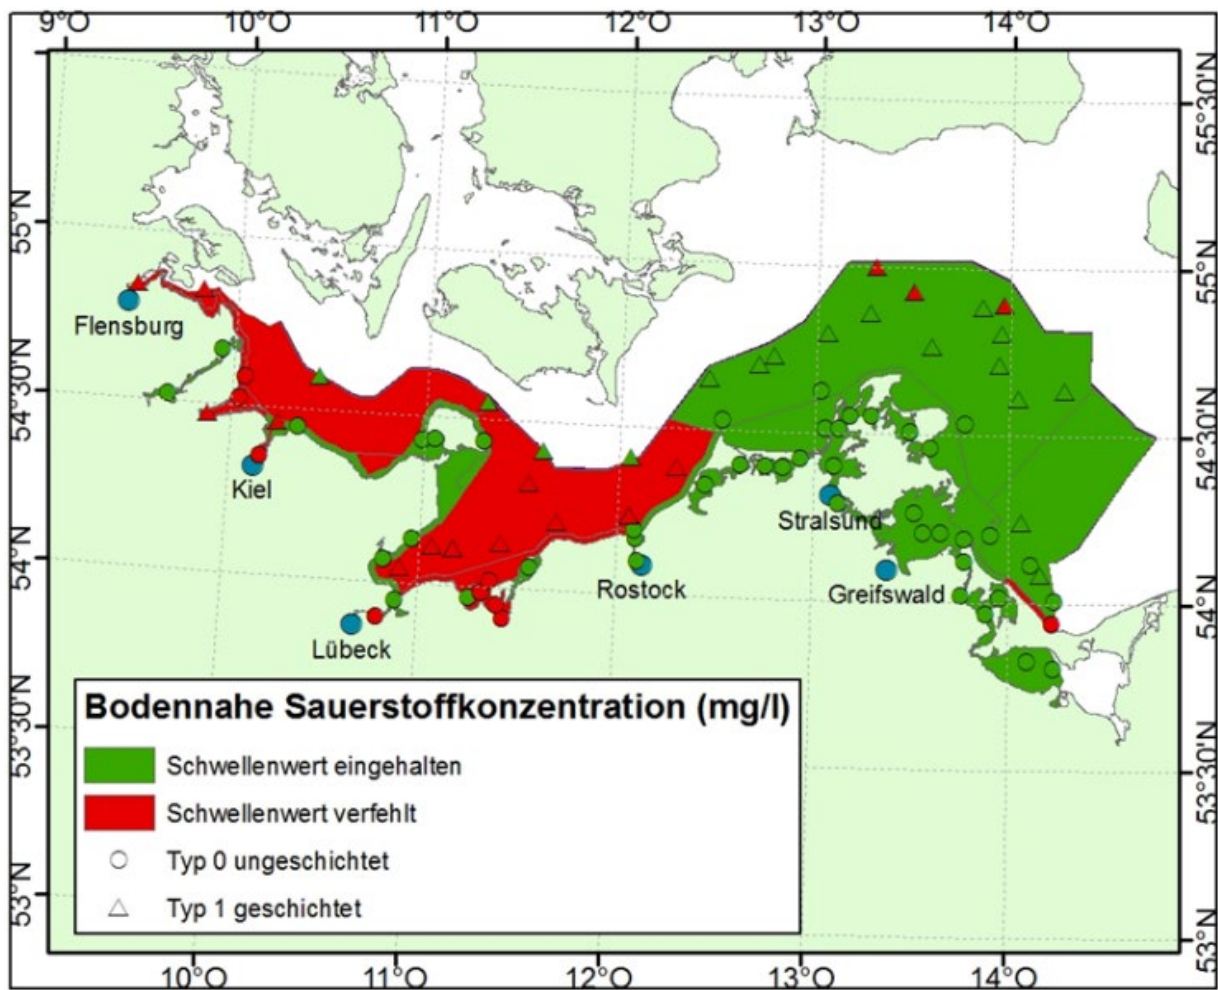 9°O 10°O 11°O 12°O 13°O 14°O
55°30'N
55°N
55°N
Flensburg
54°30'N
54°30'N
Kiel
Stralsund
54°N
Rostock
Greifswald
54°N
Lübeck
Bodennahe Sauerstoffkonzentration (mg/l)
53°30'N
53°30'N
Schwellenwert eingehalten
Schwellenwert verfehlt
Typ 0 ungeschichtet
53°N
Typ 1 geschichtet
53°N
10°O 11°O 12°O 13°O 14°O